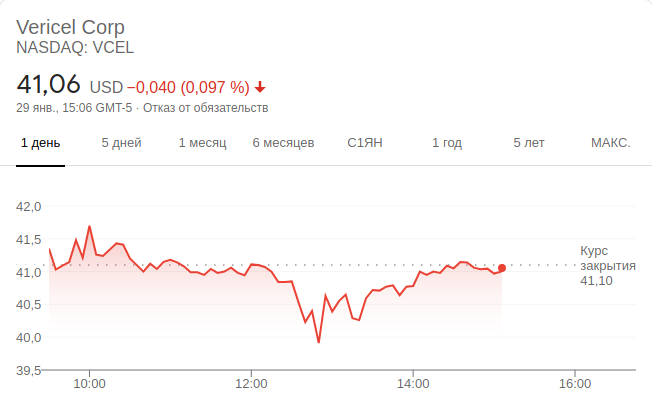 Vericel Corp
NASDAQ: VCEL
41,06 USD −0,040 (0,097 %)
29 янв., 15:06 GMT-5 · Отказ от обязательств
1 день 5 дней 1 месяц 6 месяцев С1ЯН 1 год 5 лет МАКС.
42,0
41,5
Курс
закрытия
41,10
41,0
40,5
40,0
39,5
10:00 12:00 14:00 16:00